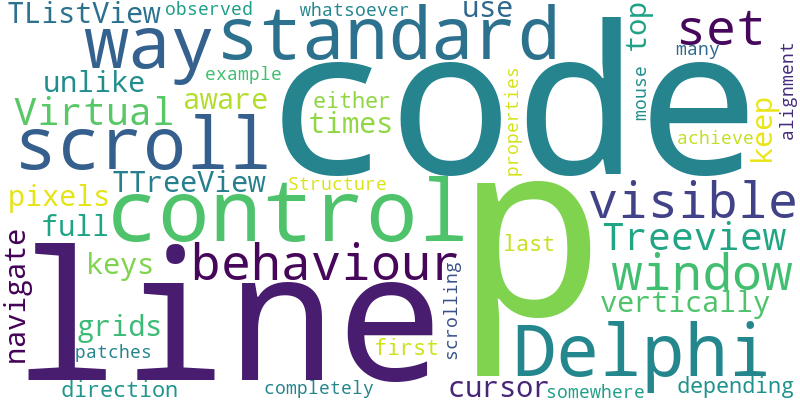 TListView
observed
whatsoever
use
way
standard
top
set
many
unlike
example
code
mouse
alignment
Virtual
aware
either
times
properties
keep
achieve
scroll
pixels
TTreeView
Structure
visible
full
control
p
Treeview
last
navigate
keys
behaviour
window
scrolling
vertically
line
grids
patches
first
Delphi
direction
completely
cursor
somewhere
depending